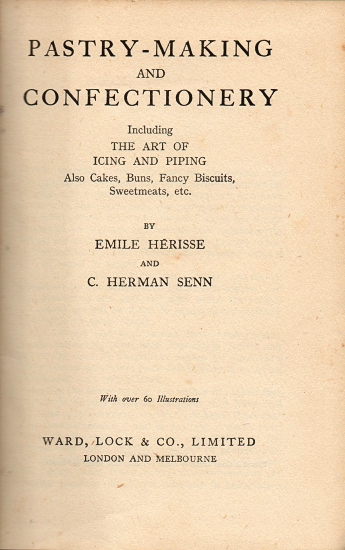 PASTRY-MAKING
AND
CONFECTIONERY
Including
THE ART OF
ICING AND PIPING
Also Cakes, Buns, Fancy Biscuits,
Sweetmeats, etc.
BY
EMILE HÉRISSE
AND
C. HERMAN SENN
With over 60 Illustrations
WARD, LOCK & CO., LIMITED
LONDON AND MELBOURNE